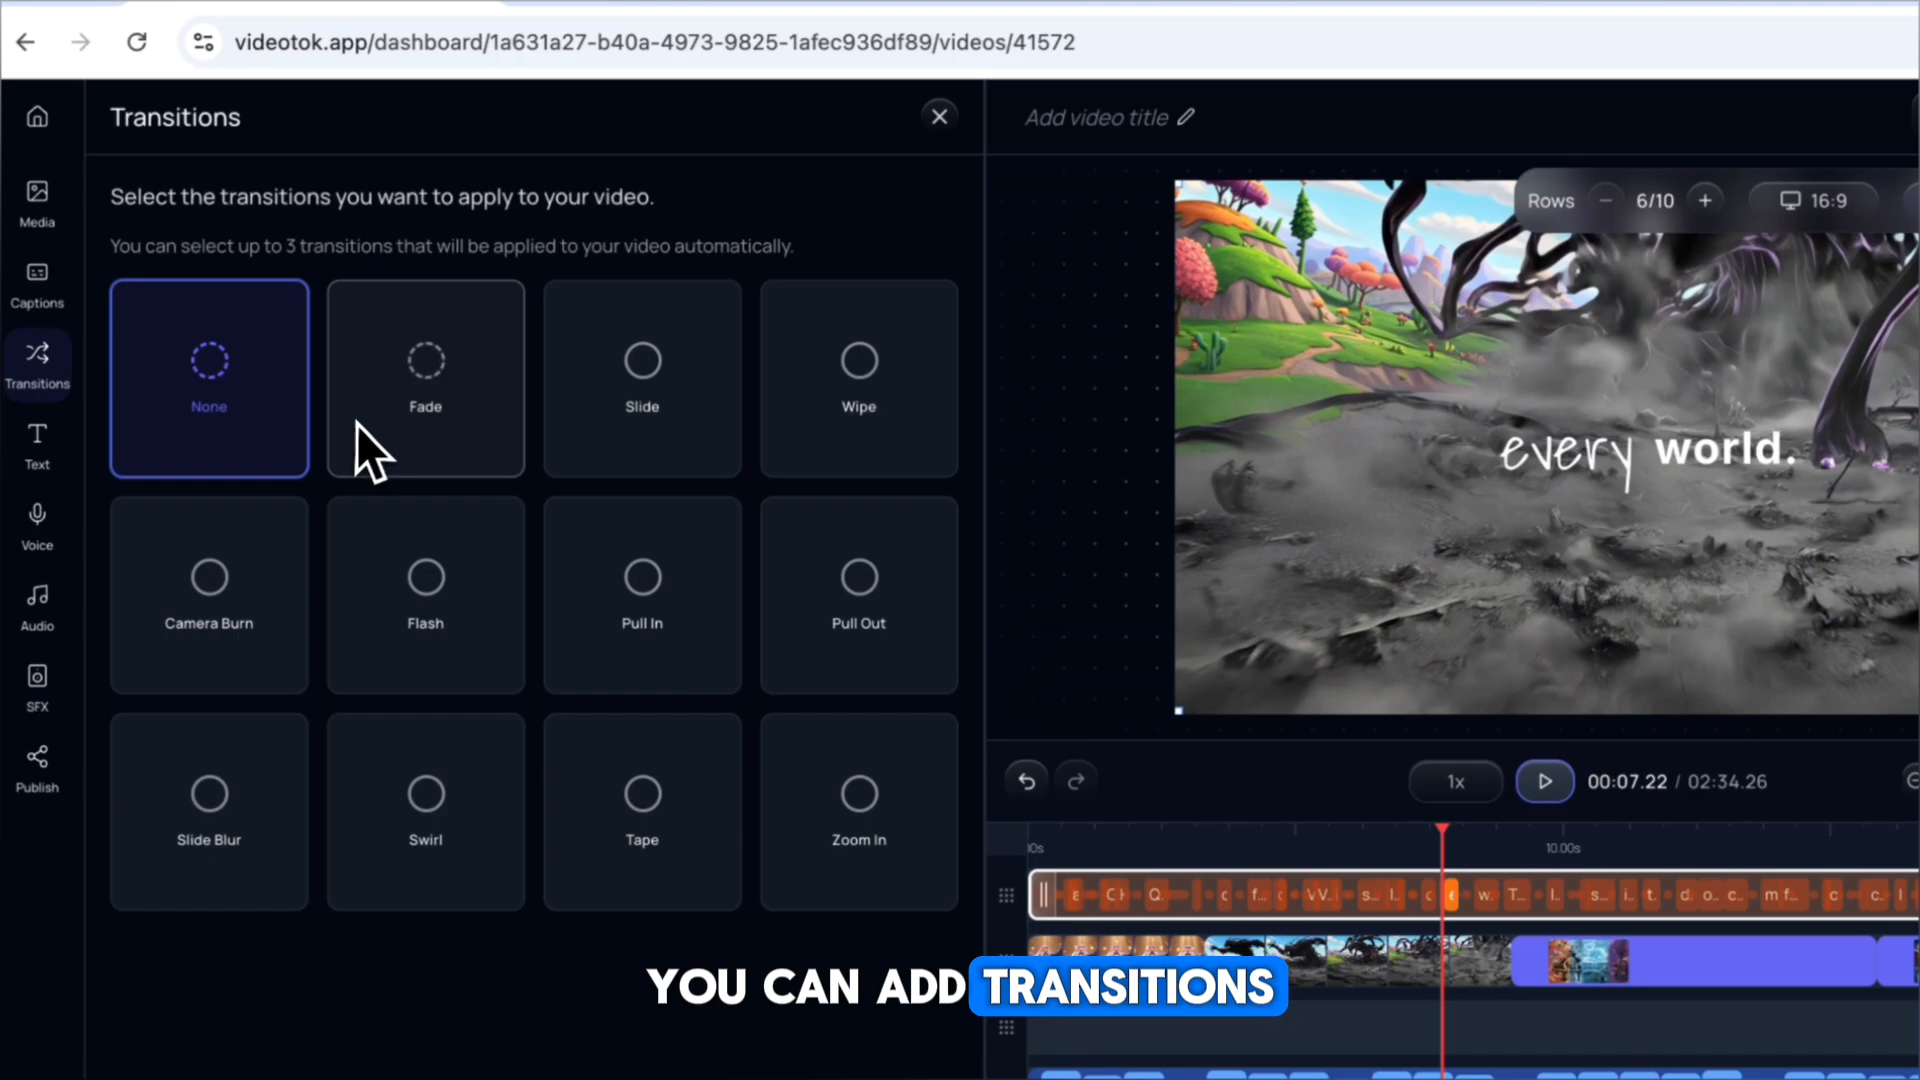 videotok.app/dashboard/1a631a27-b40a-4973-9825-1afec936df89/videos/41572
Transitions
Add video title
Media
Captions
Transitions
Text
Voice
Audio
SFX
Publish
Select the transitions you want to apply to your video.
You can select up to 3 transitions that will be applied to your video automatically.
None
Fade
Slide
Wipe
Camera Burn
Flash
Pull In
Pull Out
Slide Blur
Swirl
Tape
Zoom In
Rows 6/10 16:9
every world.
1x 00:07.22 / 02:34.26
10.00s
Q. f... s... l. w. T... l. s... i.. t. d. o.. c... m f... c c. l
YOU CAN ADD TRANSITIONS